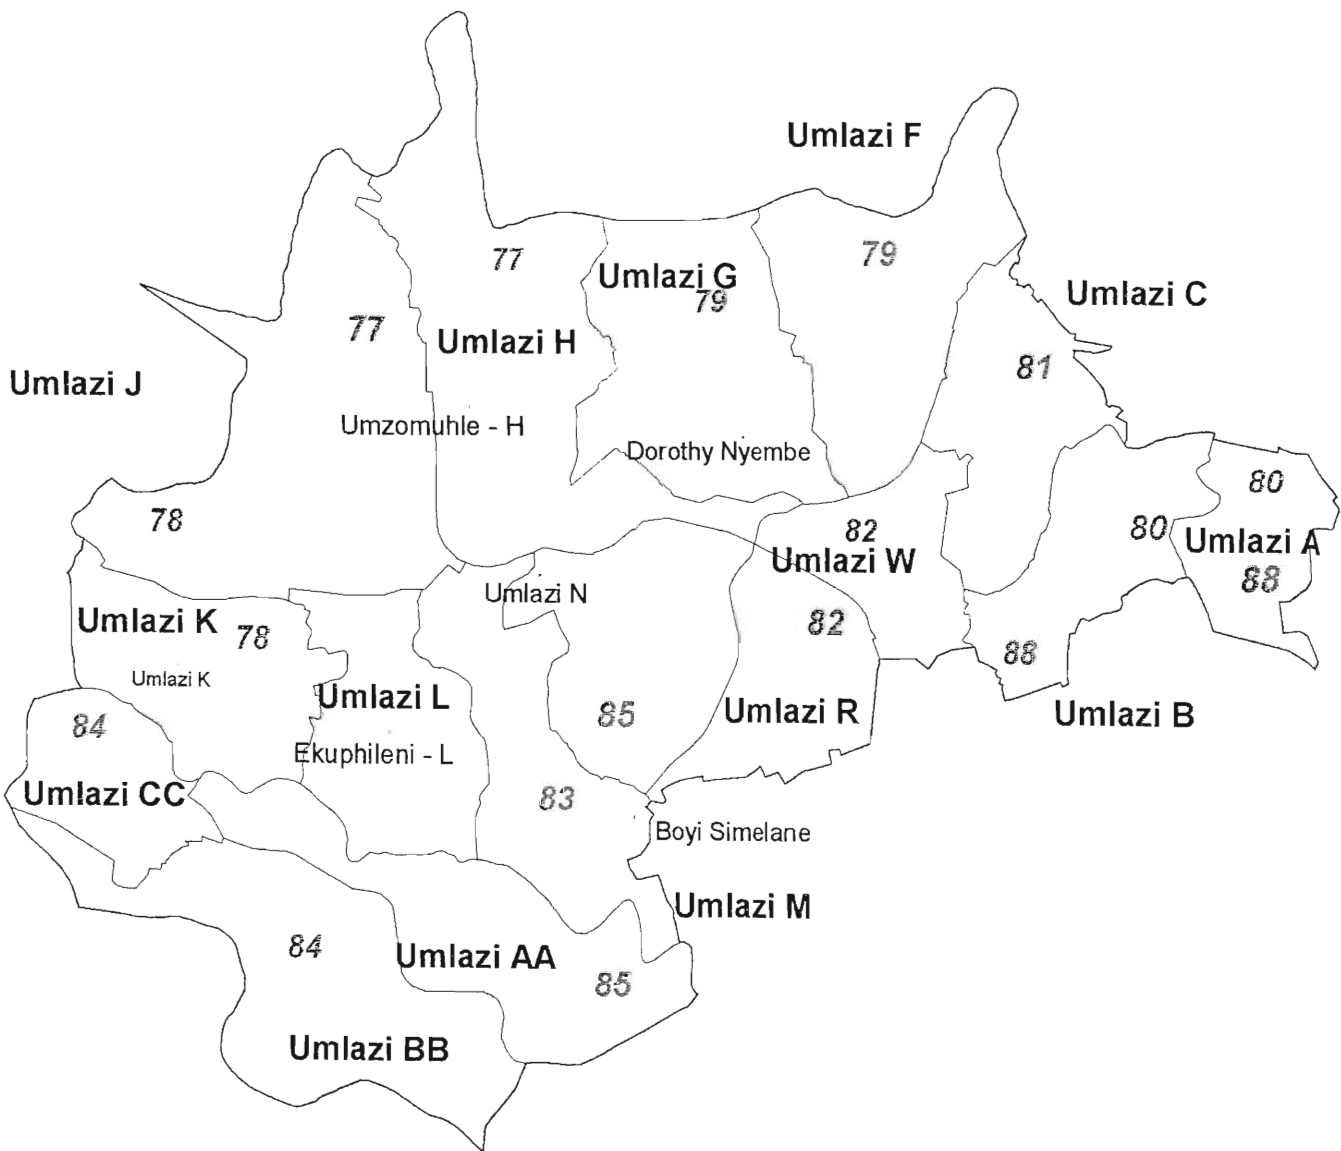 Umlazi F
77
79
Umlazi G
79
Umlazi C
77
Umlazi H
81
Umlazi J
Umzomuhle - H
Dorothy Nyembe
80
78
82
80
Umlazi A
Umlazi W
88
Umlazi N
Umlazi K
78
82
88
Umlazi K
Umlazi L
85
Umlazi R
Umlazi B
84
Ekuphileni - L
Umlazi CC
83
Boyi Simelane
Umlazi M
84
Umlazi AA
85
Umlazi BB